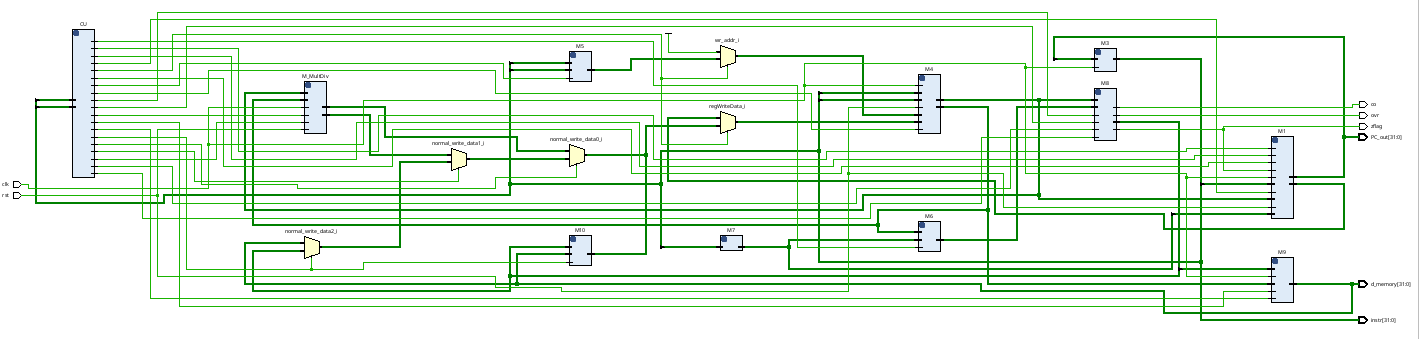 CU
M5
wr_addr_i
M3
M_MultDiv
M4
M8
regWriteData_i
co
ovr
zflag
PC_out[31:0]
normal_write_data1_i
normal_write_data0_i
M1
clk
rst
normal_write_data2_i
M10
M7
M6
M9
d_memory[31:0]
instr[31:0]